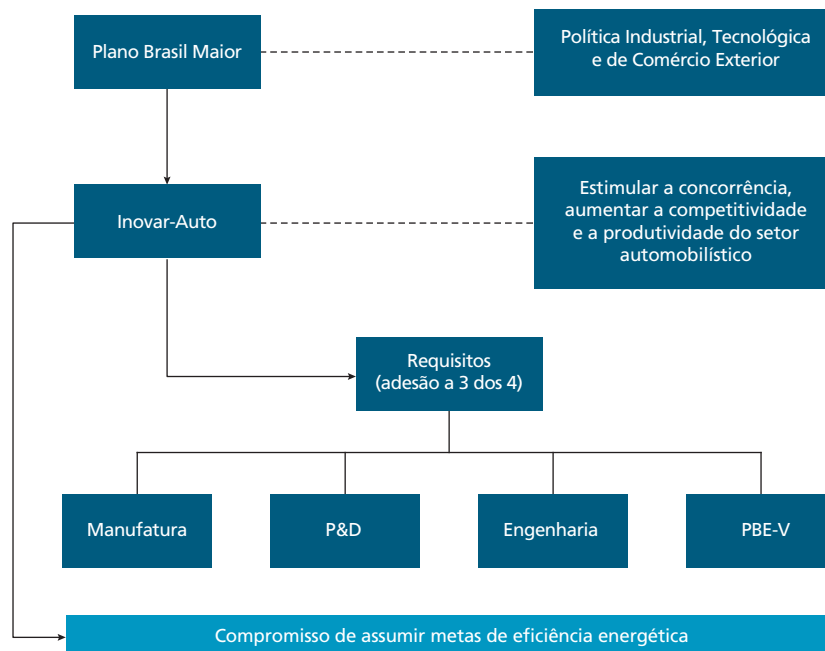 Plano Brasil Maior
Política Industrial, Tecnológica
e de Comércio Exterior
Inovar-Auto
Estimular a concorrência,
aumentar a competitividade
e a produtividade do setor
automobilístico
Requisitos
(adesão a 3 dos 4)
Manufatura
P&D
Engenharia
PBE-V
Compromisso de assumir metas de eficiência energética